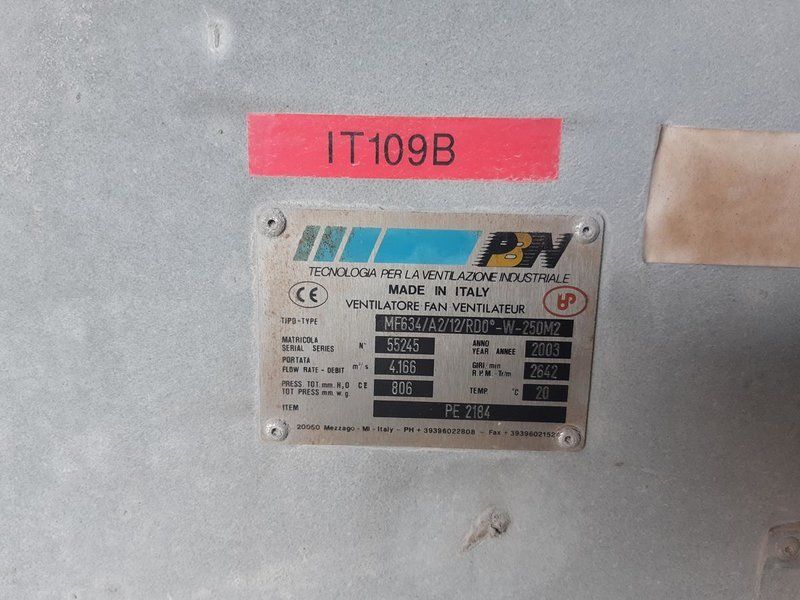 IT109B
PBN
TECNOLOGIA PER LA VENTILAZIONE INDUSTRIALE
CE MADE IN ITALY
VENTILATORE FAN VENTILATEUR
TIPO-TYPE MF634/A2/12/RD0°-W-250M2
MATRICOLA
SERIAL SERIES N° 55245 ANNO
YEAR ANNEE 2003
PORTATA
FLOW RATE - DEBIT m³/s 4.166 GIRI/min
R.P.M.-Tr/m 2642
PRESS TOT mm. H₂O CE
TOT PRESS mm. w.g. 806 TEMP. °C 20
ITEM PE 2184
20050 Mezzago - MI - Italy - PH + 39396022808 - Fax +